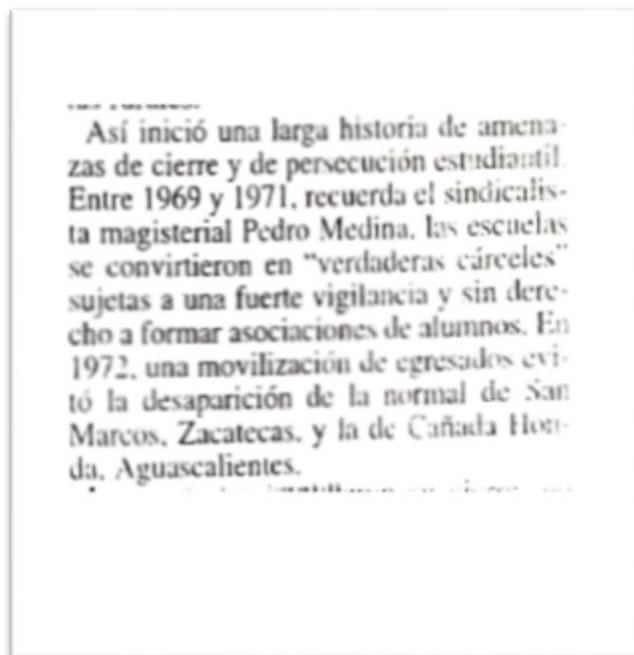 Así inició una larga historia de amena-
zas de cierre y de persecución estudiantil.
Entre 1969 y 1971, recuerda el sindicalis-
ta magisterial Pedro Medina, las escuelas
se convirtieron en "verdaderas cárceles"
sujetas a una fuerte vigilancia y sin dere-
cho a formar asociaciones de alumnos. En
1972, una movilización de egresados evi-
tó la desaparición de la normal de San
Marcos, Zacatecas, y la de Cañada Hon-
da, Aguascalientes.